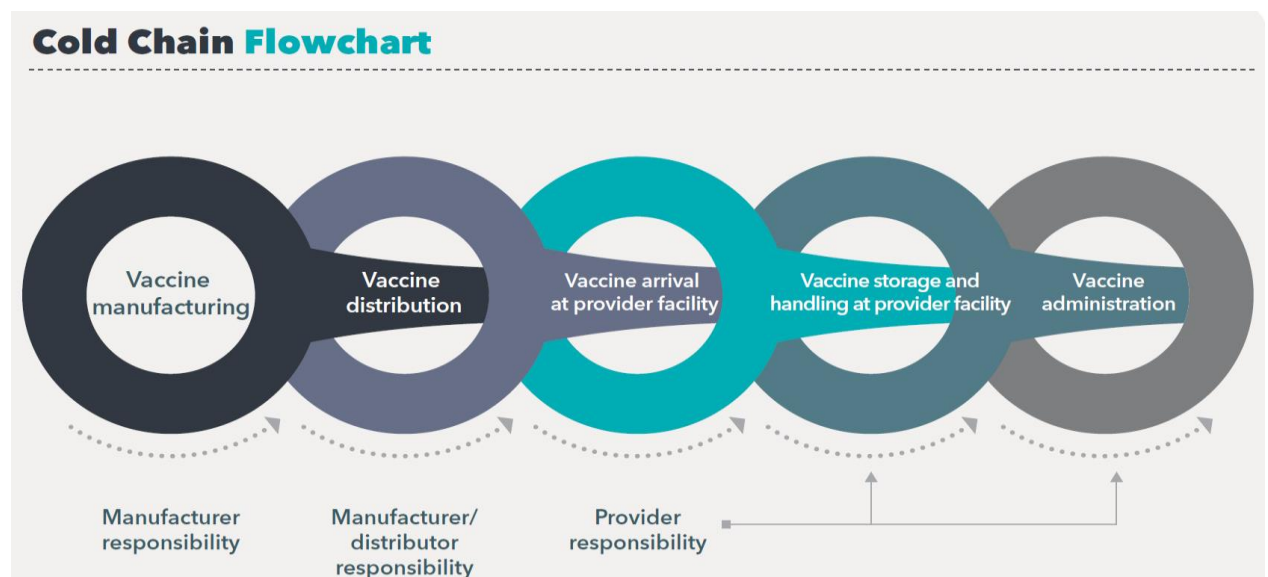 Cold Chain Flowchart
Vaccine
manufacturing
Vaccine
distribution
Vaccine arrival
at provider facility
Vaccine storage and
handling at provider facility
Vaccine
administration
Manufacturer
responsibility
Manufacturer/
distributor
responsibility
Provider
responsibility